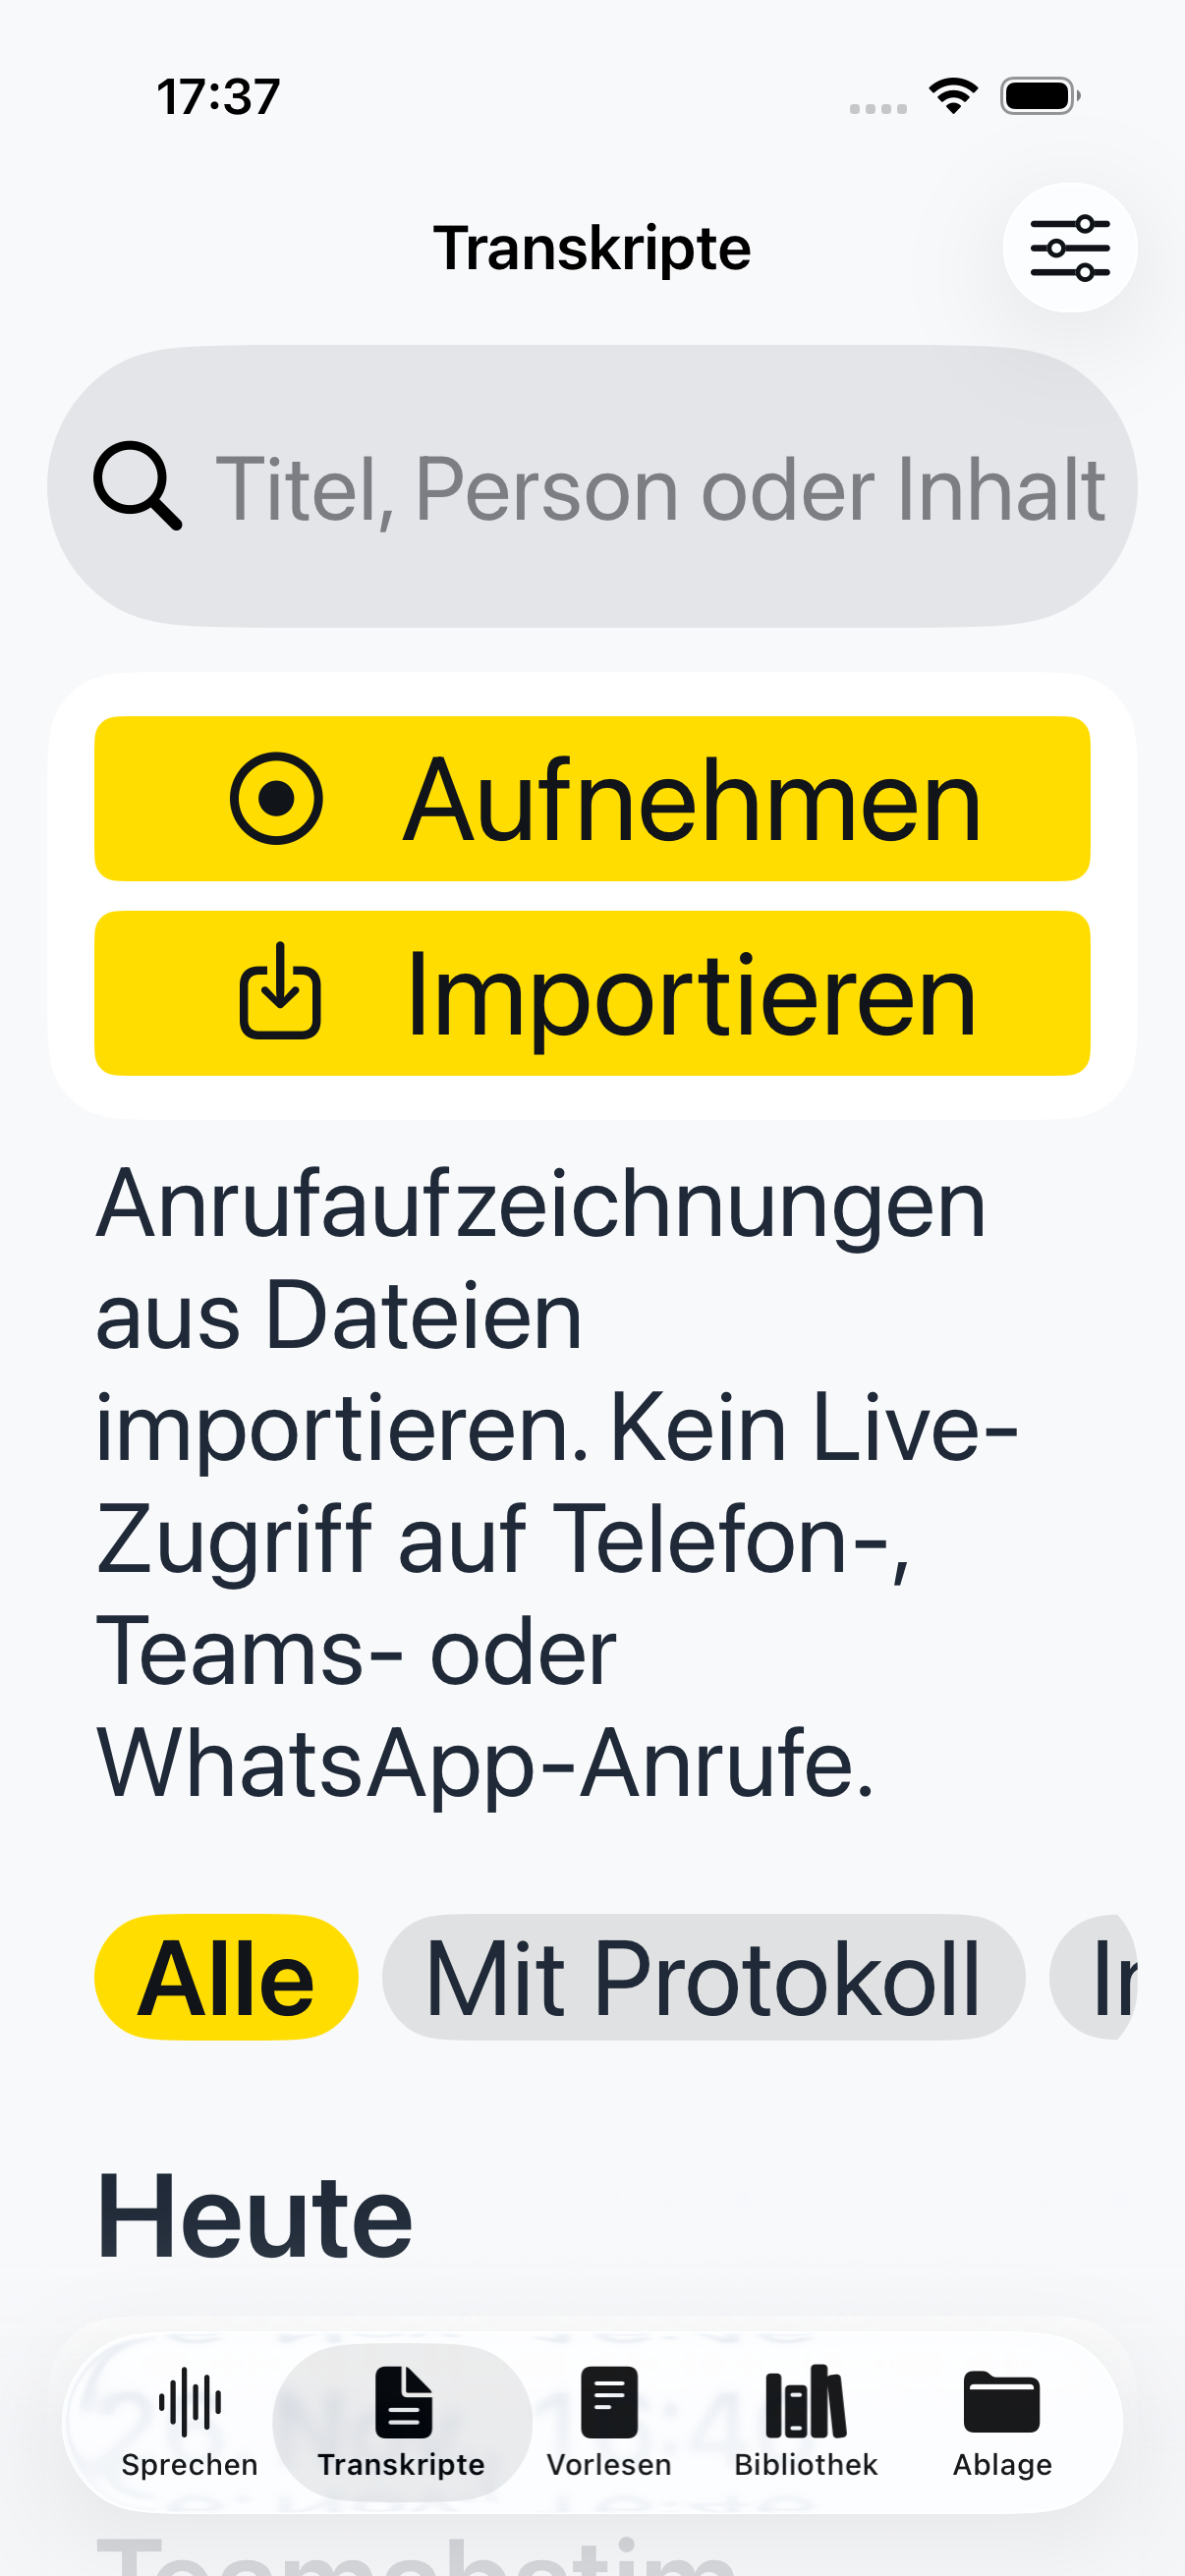 17:37
Transkripte
Titel, Person oder Inhalt
Aufnehmen
Importieren
Anrufaufzeichnungen
aus Dateien
importieren. Kein Live-
Zugriff auf Telefon-,
Teams- oder
WhatsApp-Anrufe.
Alle Mit Protokoll
Heute
Sprechen Transkripte Vorlesen Bibliothek Ablage